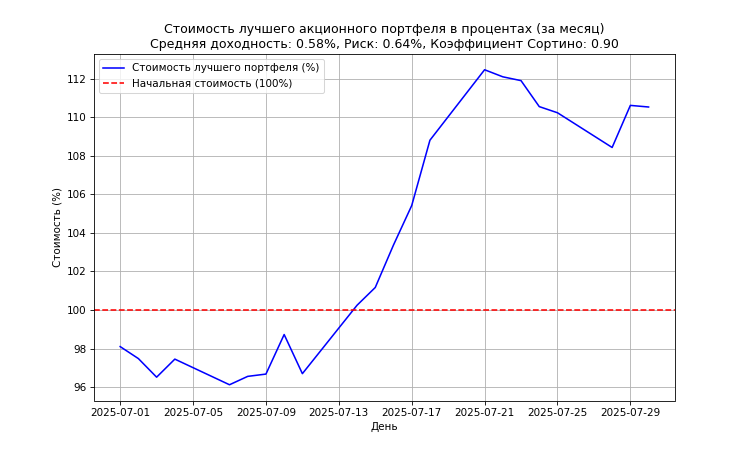 Стоимость лучшего акционного портфеля в процентах (за месяц)
Средняя доходность: 0.58%, Риск: 0.64%, Коэффициент Сортино: 0.90
Стоимость лучшего портфеля (%)
Начальная стоимость (100%)
Стоимость (%)
112
110
108
106
104
102
100
98
96
2025-07-01
2025-07-05
2025-07-09
2025-07-13
2025-07-17
2025-07-21
2025-07-25
2025-07-29
День